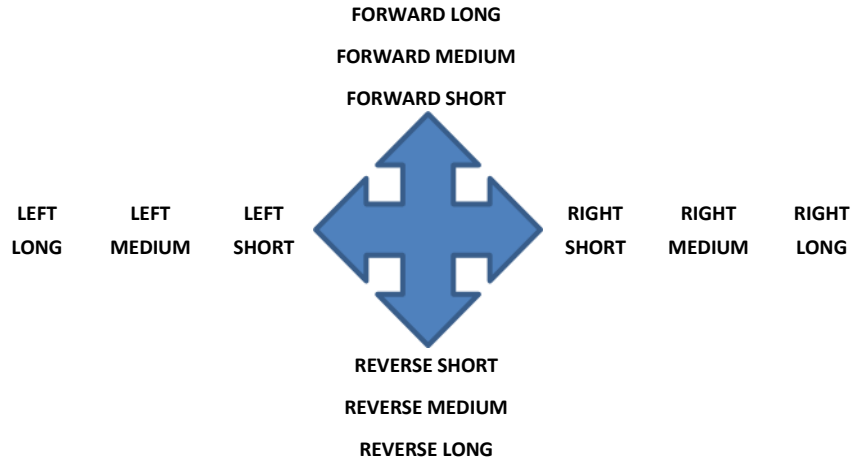 FORWARD LONG
FORWARD MEDIUM
FORWARD SHORT
LEFT LEFT LEFT RIGHT RIGHT RIGHT
LONG MEDIUM SHORT SHORT MEDIUM LONG
REVERSE SHORT
REVERSE MEDIUM
REVERSE LONG